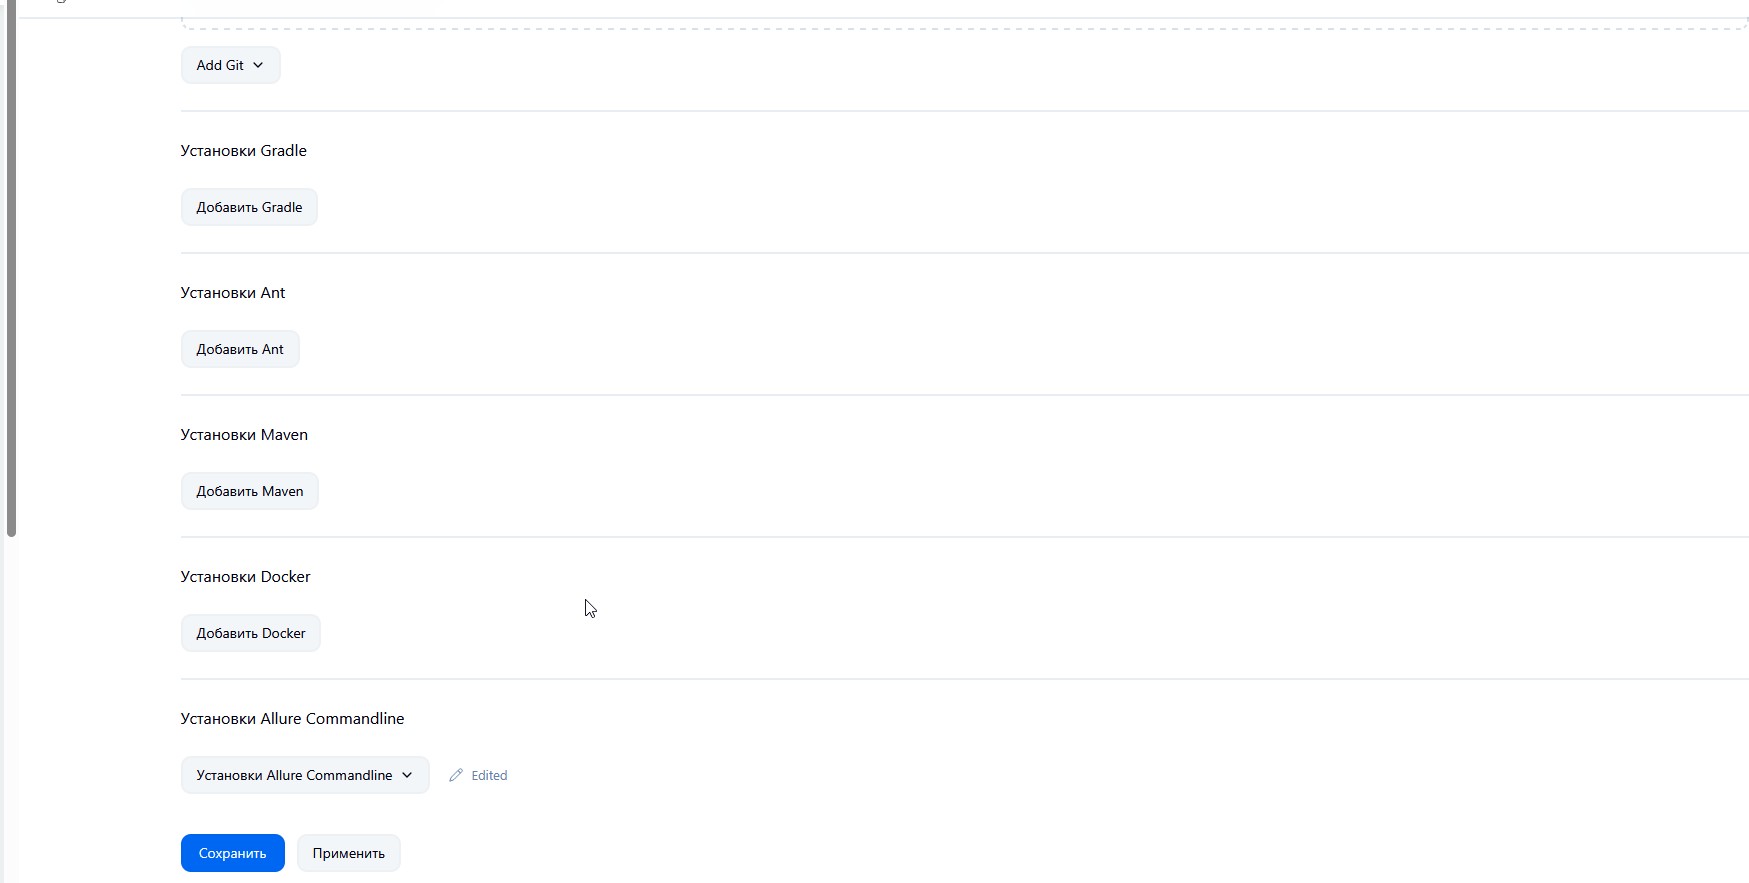 Add Git
Установки Gradle
Добавить Gradle
Установки Ant
Добавить Ant
Установки Maven
Добавить Maven
Установки Docker
Добавить Docker
Установки Allure Commandline
Установки Allure Commandline
Edited
Сохранить
Применить